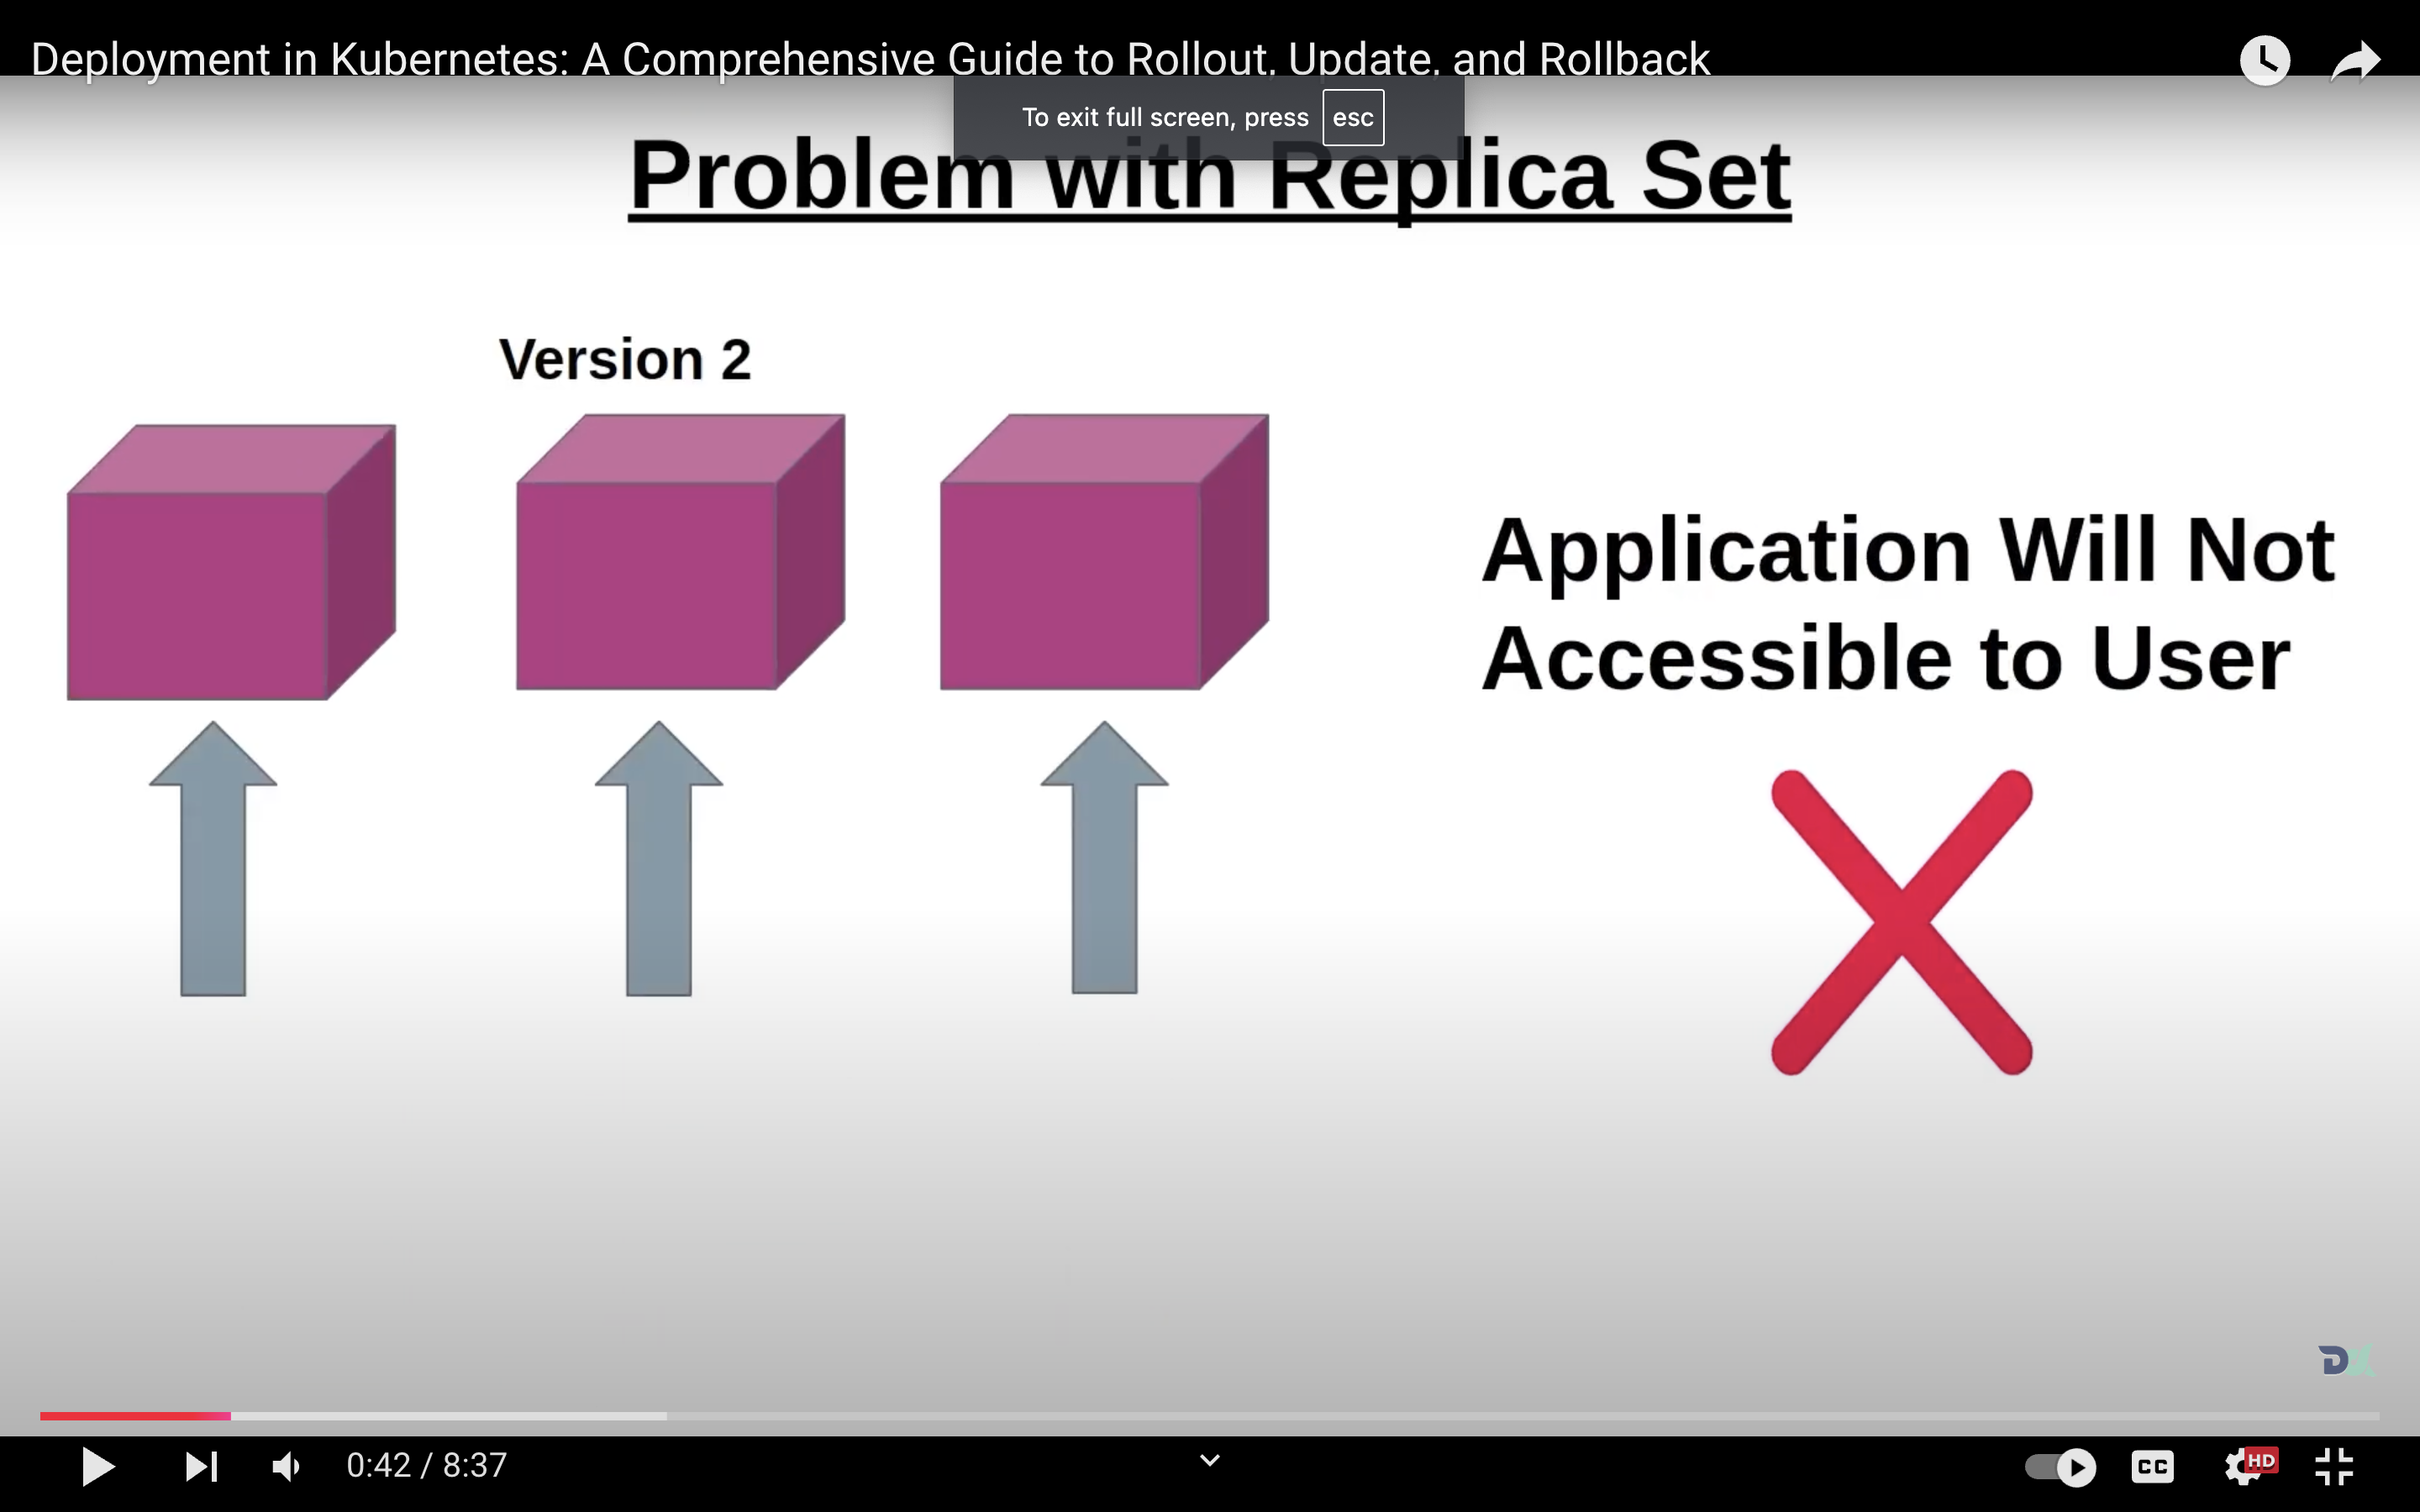 Deployment in Kubernetes: A Comprehensive Guide to Rollout, Update, and Rollback
To exit full screen, press esc
Problem with Replica Set
Version 2
Application Will Not
Accessible to User
DX
0:42 / 8:37
CC
HD